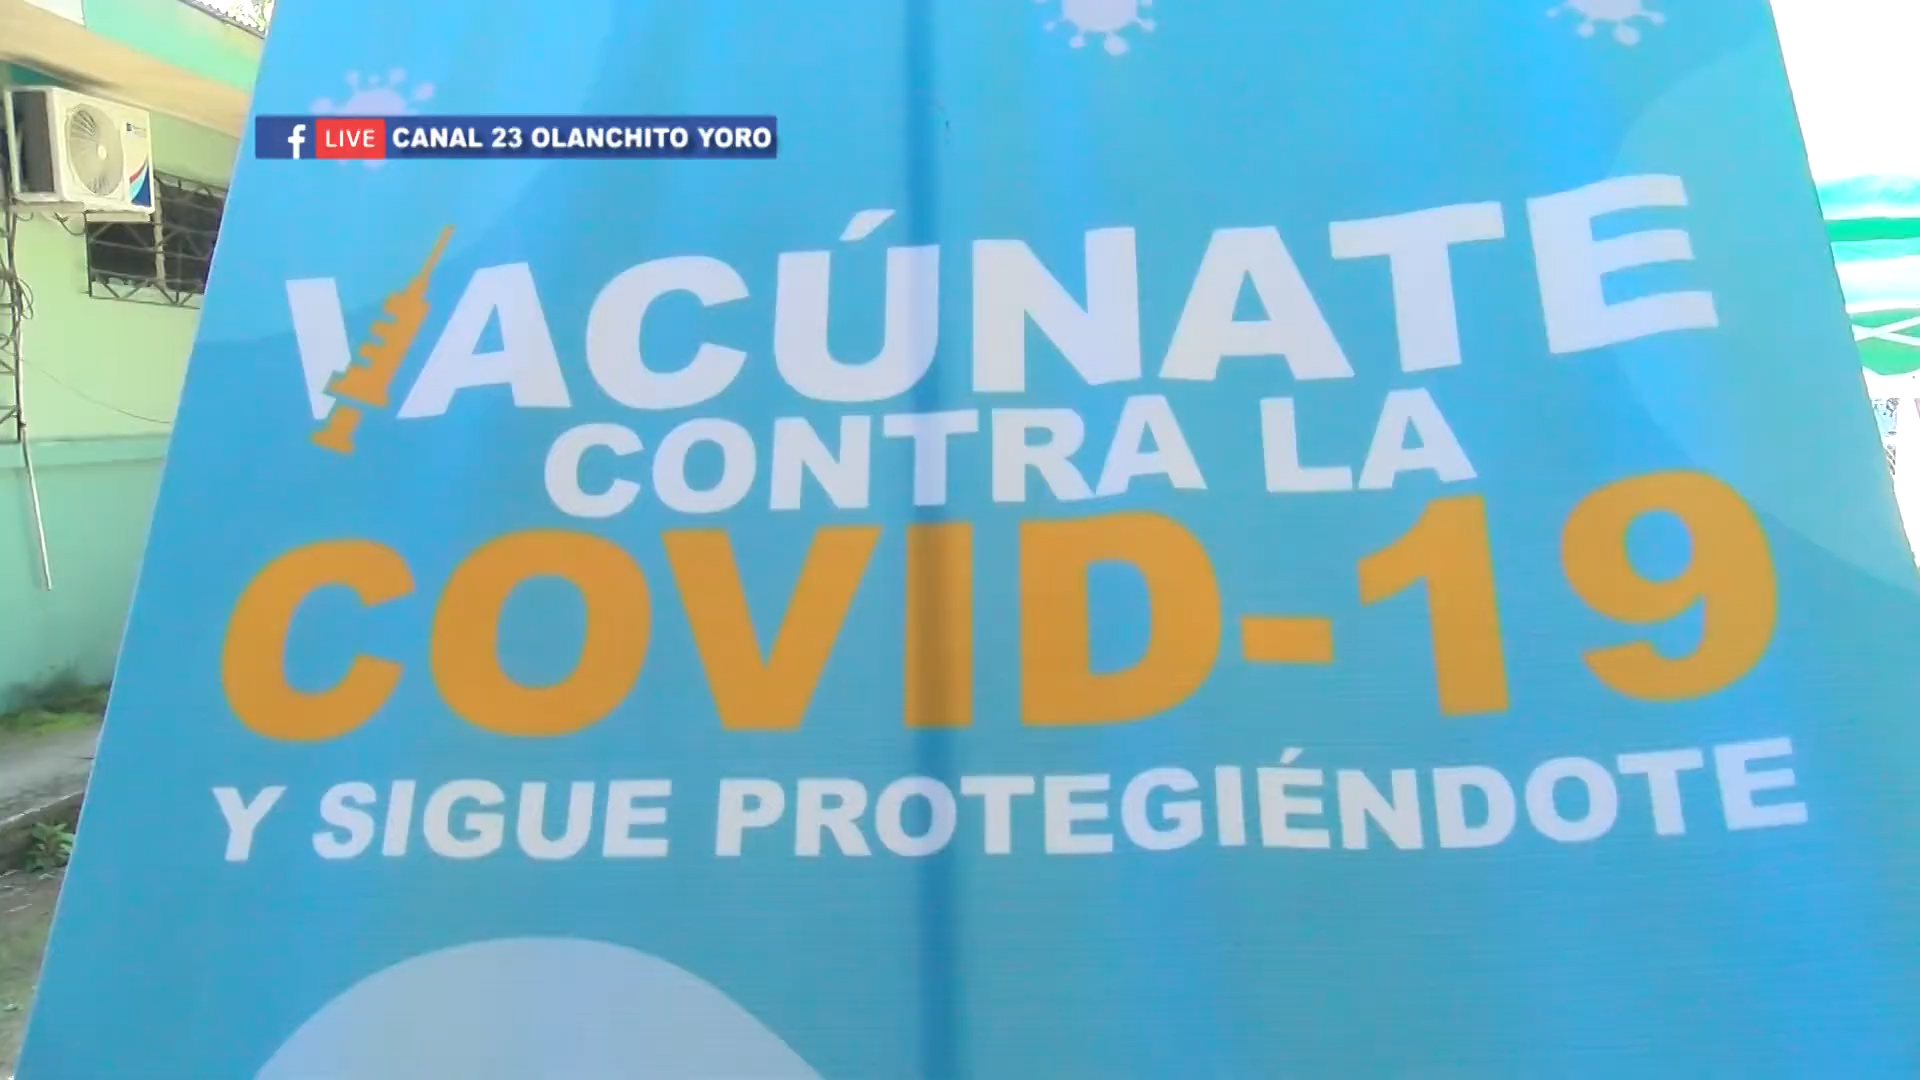 LIVE CANAL 23 OLANCHITO YORO
VACÚNATE
CONTRA LA
COVID-19
Y SIGUE PROTEGIÉNDOTE